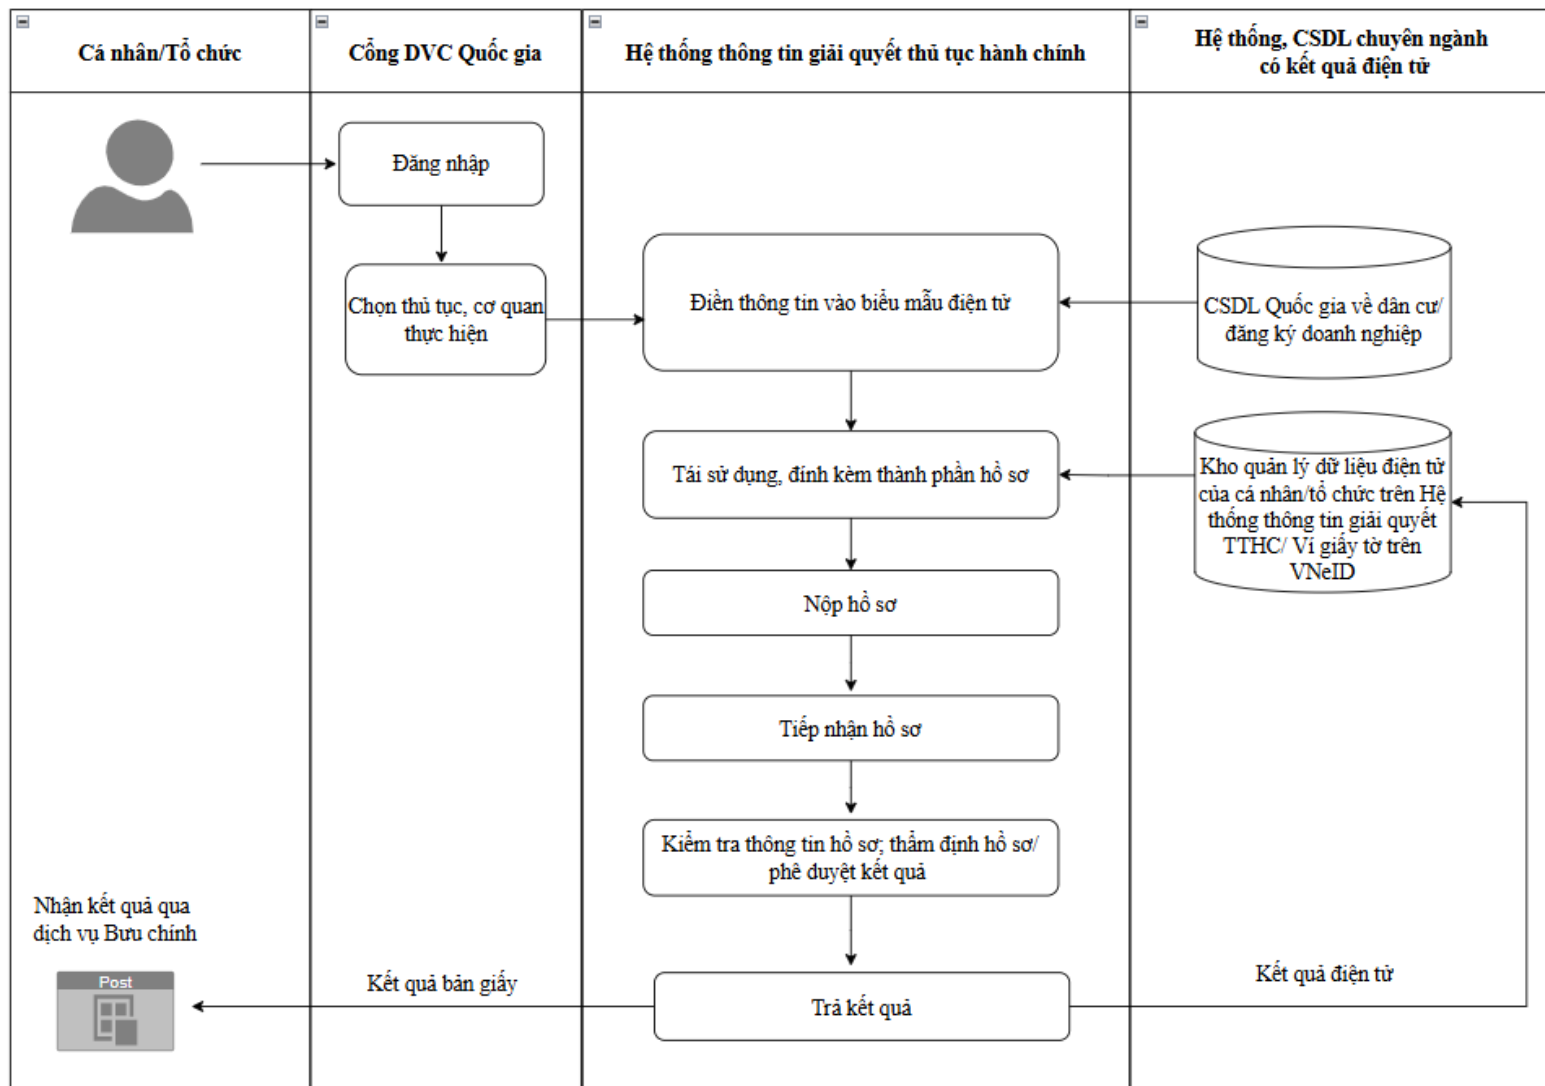 Cá nhân/Tổ chức
Cổng DVC Quốc gia
Hệ thống thông tin giải quyết thủ tục hành chính
Hệ thống, CSDL chuyên ngành
có kết quả điện tử
Đăng nhập
Chọn thủ tục, cơ quan
thực hiện
Điền thông tin vào biểu mẫu điện tử
CSDL Quốc gia về dân cư/
đăng ký doanh nghiệp
Tái sử dụng, đính kèm thành phần hồ sơ
Kho quản lý dữ liệu điện tử
của cá nhân/tổ chức trên Hệ
thống thông tin giải quyết
TTHC/ Ví giấy tờ trên
VNeID
Nộp hồ sơ
Tiếp nhận hồ sơ
Kiểm tra thông tin hồ sơ; thẩm định hồ sơ/
phê duyệt kết quả
Nhận kết quả qua
dịch vụ Bưu chính
Post
Kết quả bản giấy
Trả kết quả
Kết quả điện tử